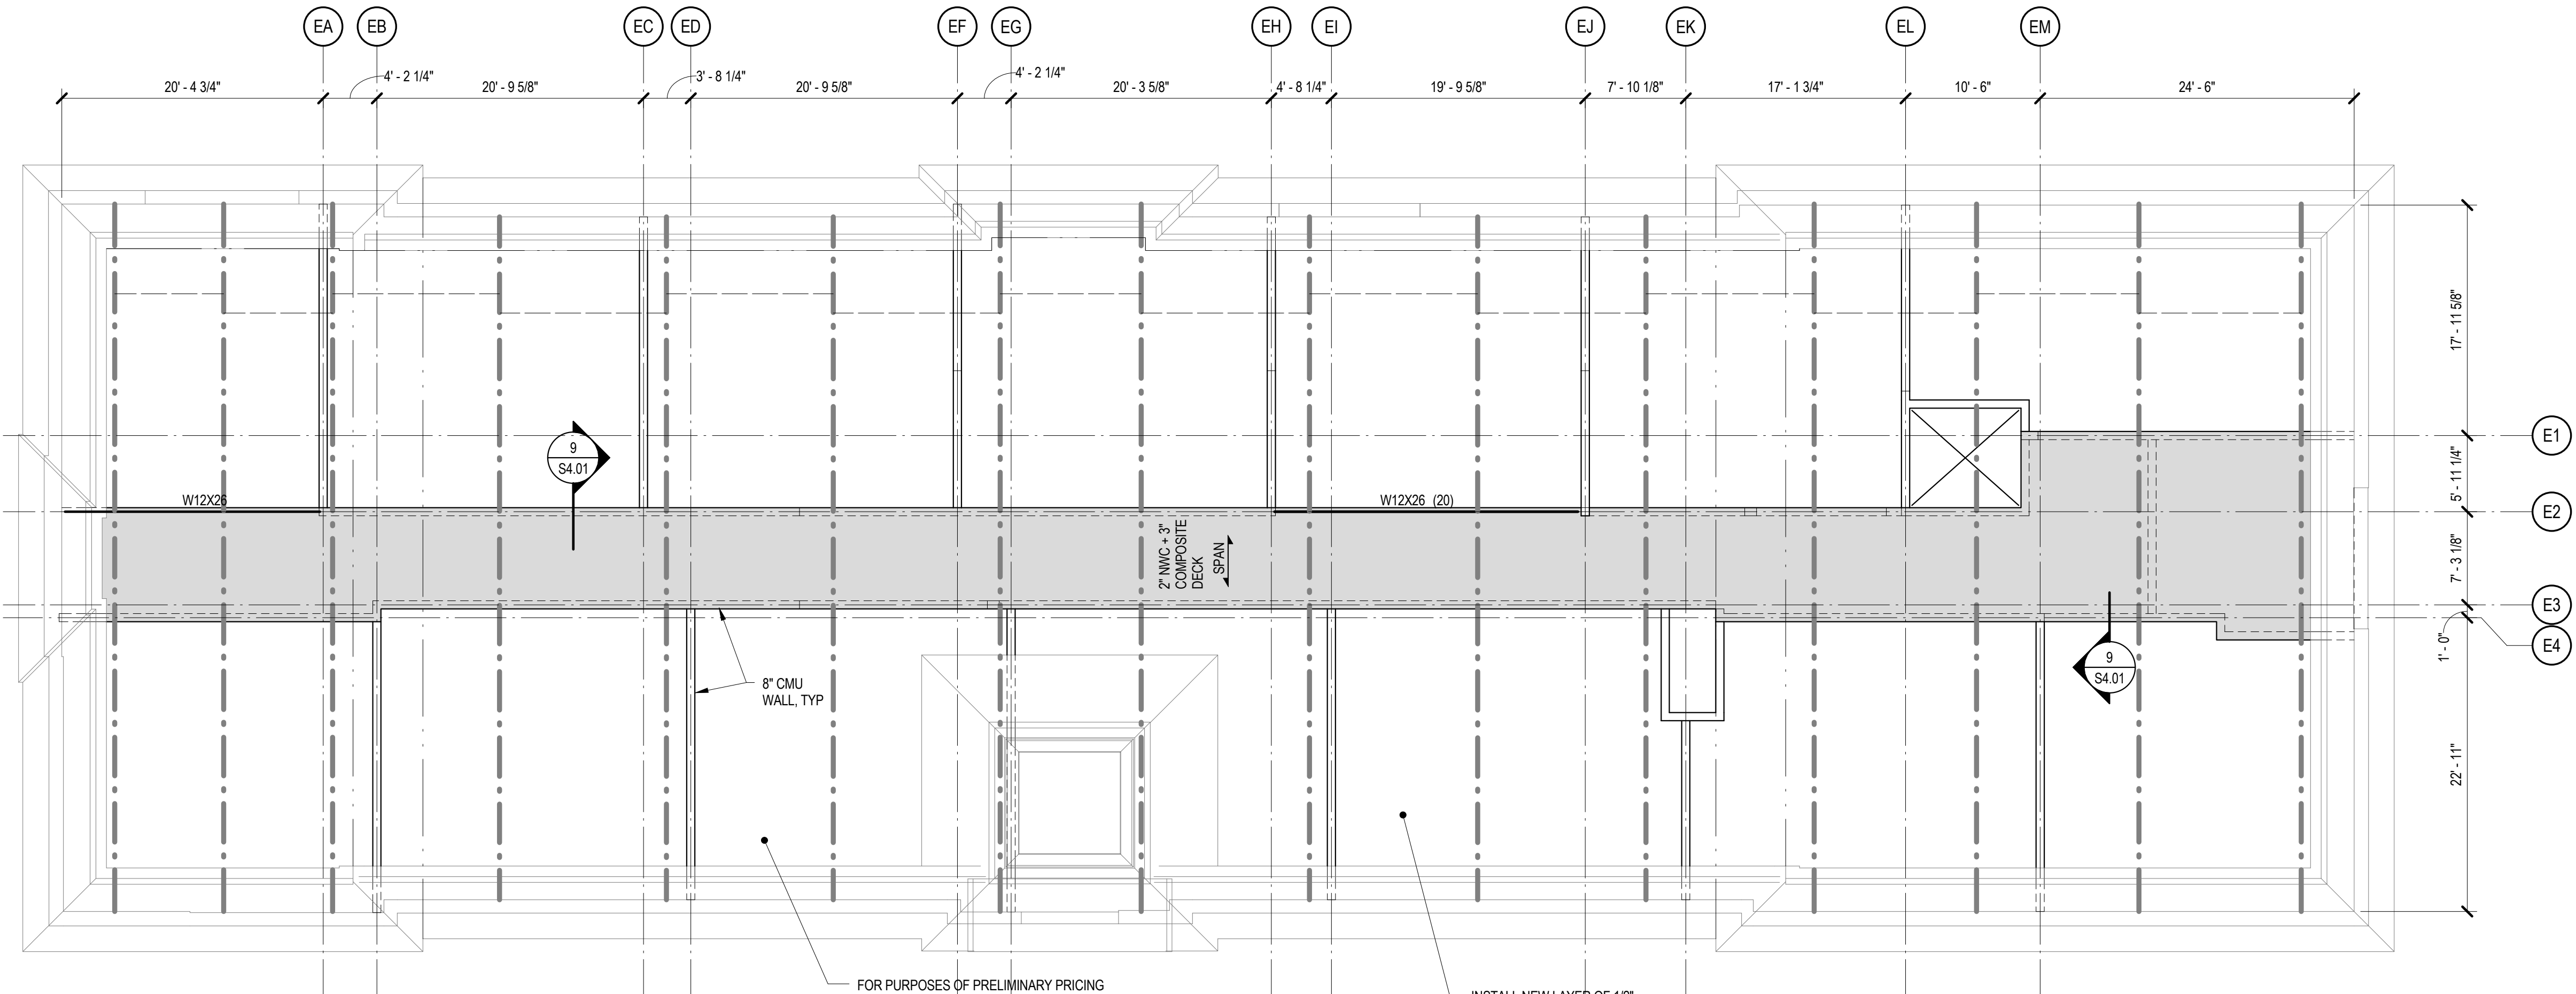 EA EB EC ED EF EG EH EI EJ EK EL EM
20' - 4 3/4" 4' - 2 1/4" 20' - 9 5/8" 3' - 8 1/4" 20' - 9 5/8" 4' - 2 1/4" 20' - 3 5/8" 4' - 8 1/4" 19' - 9 5/8" 7' - 10 1/8" 17' - 1 3/4" 10' - 6" 24' - 6"
17' - 11 5/8"
E1
9
S4.01
5' - 11 1/4"
W12X26
W12X26 (20)
E2
2" NWC + 3"
COMPOSITE
DECK
SPAN
7' - 3 1/8"
E3
1' - 0"
E4
9
S4.01
8" CMU
WALL, TYP
22' - 11"
FOR PURPOSES OF PRELIMINARY PRICING
INSTALL NEW LAYER OF